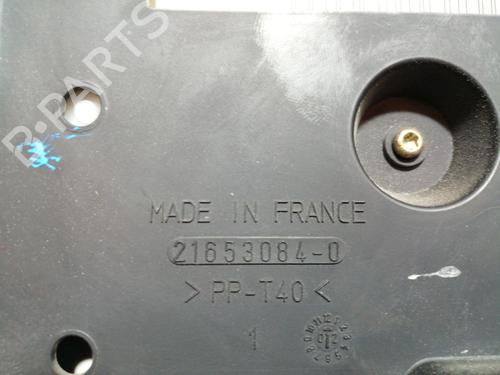 B-PARTS
MADE IN FRANCE
21653084-0
> PP-T40 <
1